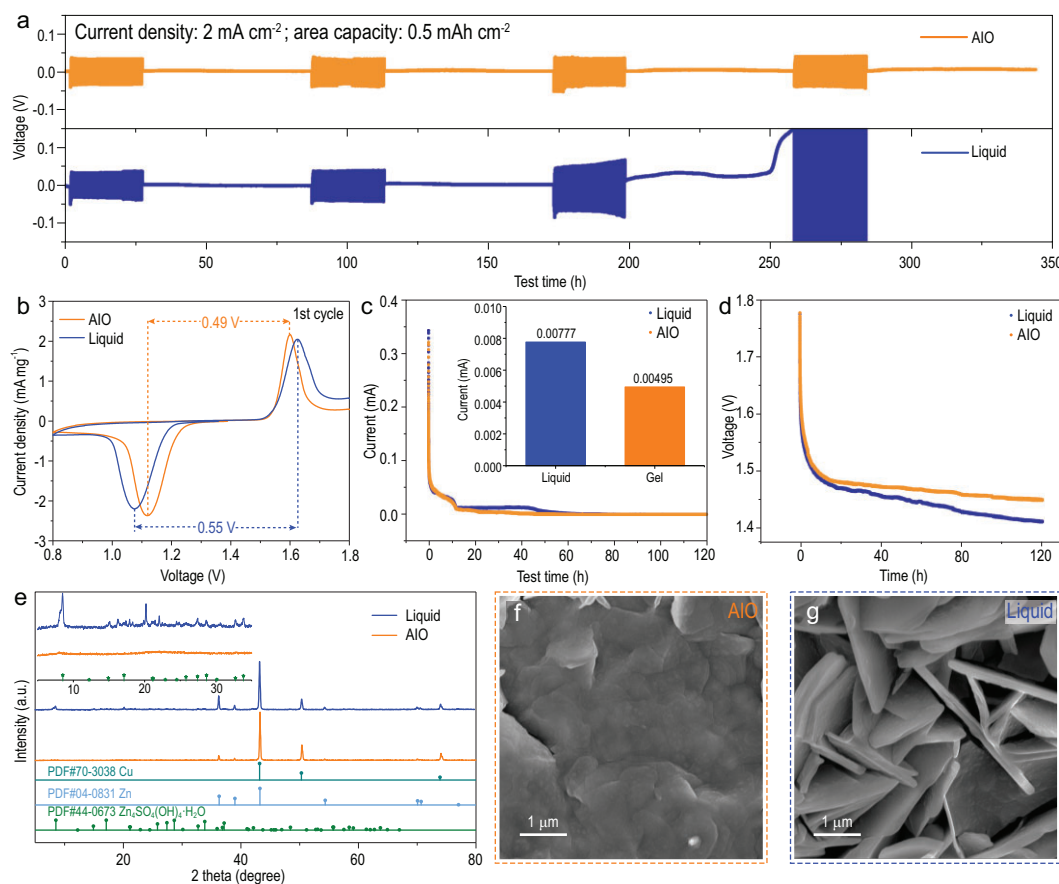 a
Current density: 2 mA cm-2 ; area capacity: 0.5 mAh cm-2
AIO
0.1
0.0
-0.1
Voltage (V)
Liquid
0.1
0.0
-0.1
0 50 100 150 200 250 300 350
Test time (h)
b
AIO
Liquid
1st cycle
0.49 V
0.55 V
3
2
1
0
-1
-2
-3
Current density (mA mg-1)
0.8 1.0 1.2 1.4 1.6 1.8
Voltage (V)
c
Liquid
AIO
0.4
0.3
0.2
0.1
0.0
Current (mA)
0.010
0.008
0.006
0.004
0.002
0.000
Current (mA)
0.00777
0.00495
Liquid Gel
0 20 40 60 80 100 120
Test time (h)
d
Liquid
AIO
1.8
1.7
1.6
1.5
1.4
Voltage (V)
0 40 80 120
Time (h)
e
Liquid
AIO
10 20 30
Intensity (a.u.)
PDF#70-3038 Cu
PDF#04-0831 Zn
PDF#44-0673 Zn4SO4(OH)4·H2O
20 40 60 80
2 theta (degree)
f
AIO
1 μm
g
Liquid
1 μm